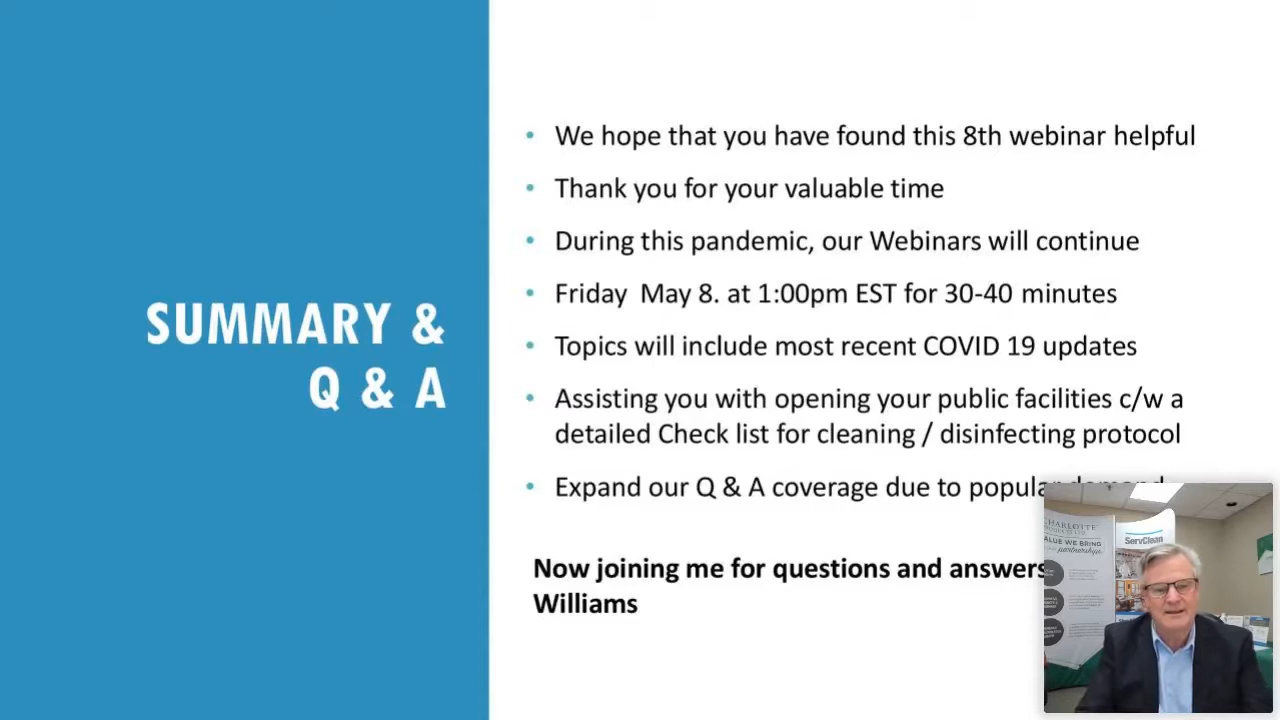 SUMMARY &
Q & A
• We hope that you have found this 8th webinar helpful
• Thank you for your valuable time
• During this pandemic, our Webinars will continue
• Friday  May 8. at 1:00pm EST for 30-40 minutes
• Topics will include most recent COVID 19 updates
• Assisting you with opening your public facilities c/w a
detailed Check list for cleaning / disinfecting protocol
• Expand our Q & A coverage due to popular demand
Now joining me for questions and answers
Williams
CHARLOTTE
VALUE WE BRING
partnerships
ServClean